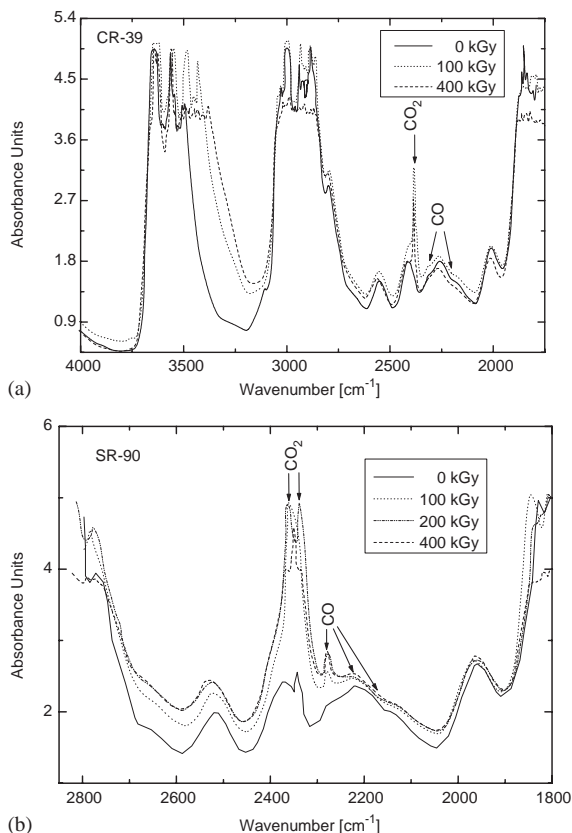 CR-39
0 kGy
100 kGy
400 kGy
5.4
4.5
3.6
2.7
1.8
0.9
Absorbance Units
CO2
CO
4000
3500
3000
2500
2000
Wavenumber [cm-1]
(a)
SR-90
0 kGy
100 kGy
200 kGy
400 kGy
6
4
2
Absorbance Units
CO2
CO
2800
2600
2400
2200
2000
1800
Wavenumber [cm-1]
(b)